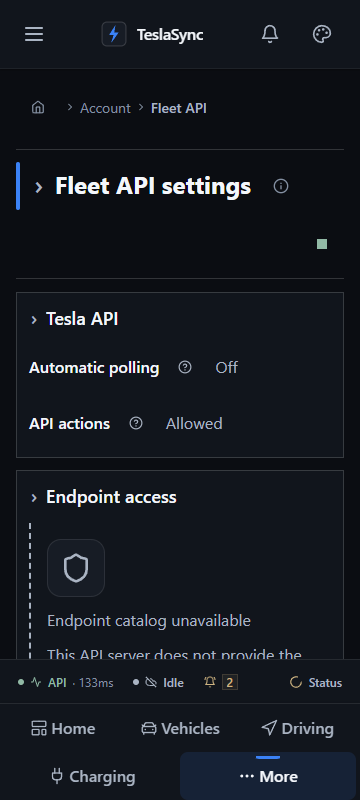 TeslaSync
Account Fleet API
Fleet API settings
Tesla API
Automatic polling Off
API actions Allowed
Endpoint access
Endpoint catalog unavailable
This API server does not provide the
API · 133ms Idle 2 Status
Home Vehicles Driving
Charging More